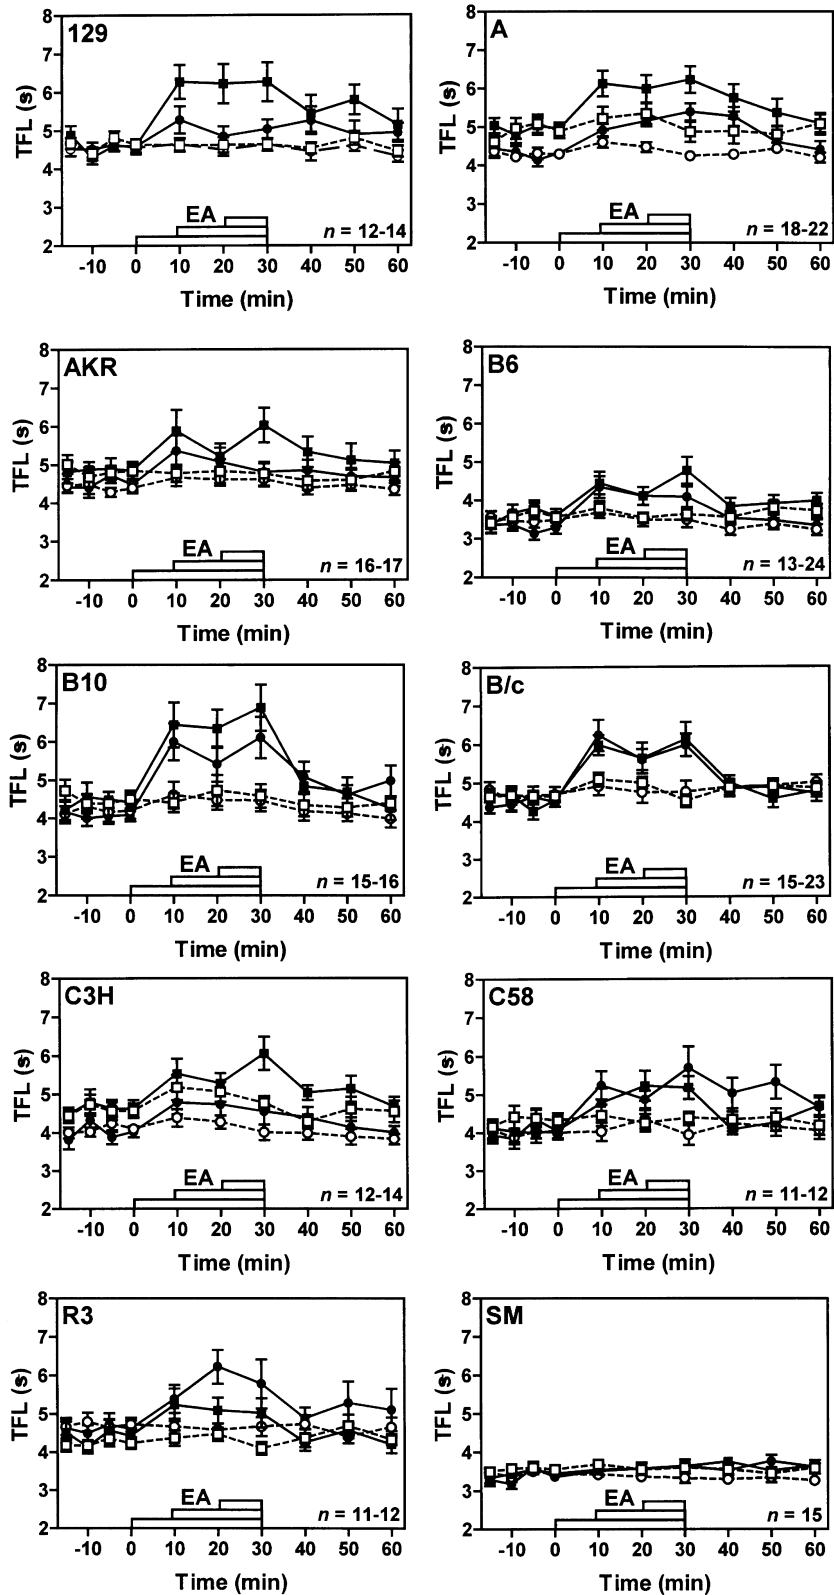 129
8
7
6
5
4
3
2
TFL (s)
EA
n = 12-14
-10 0 10 20 30 40 50 60
Time (min)
A
8
7
6
5
4
3
2
TFL (s)
EA
n = 18-22
-10 0 10 20 30 40 50 60
Time (min)
AKR
8
7
6
5
4
3
2
TFL (s)
EA
n = 16-17
-10 0 10 20 30 40 50 60
Time (min)
B6
8
7
6
5
4
3
2
TFL (s)
EA
n = 13-24
-10 0 10 20 30 40 50 60
Time (min)
B10
8
7
6
5
4
3
2
TFL (s)
EA
n = 15-16
-10 0 10 20 30 40 50 60
Time (min)
B/c
8
7
6
5
4
3
2
TFL (s)
EA
n = 15-23
-10 0 10 20 30 40 50 60
Time (min)
C3H
8
7
6
5
4
3
2
TFL (s)
EA
n = 12-14
-10 0 10 20 30 40 50 60
Time (min)
C58
8
7
6
5
4
3
2
TFL (s)
EA
n = 11-12
-10 0 10 20 30 40 50 60
Time (min)
R3
8
7
6
5
4
3
2
TFL (s)
EA
n = 11-12
-10 0 10 20 30 40 50 60
Time (min)
SM
8
7
6
5
4
3
2
TFL (s)
EA
n = 15
-10 0 10 20 30 40 50 60
Time (min)